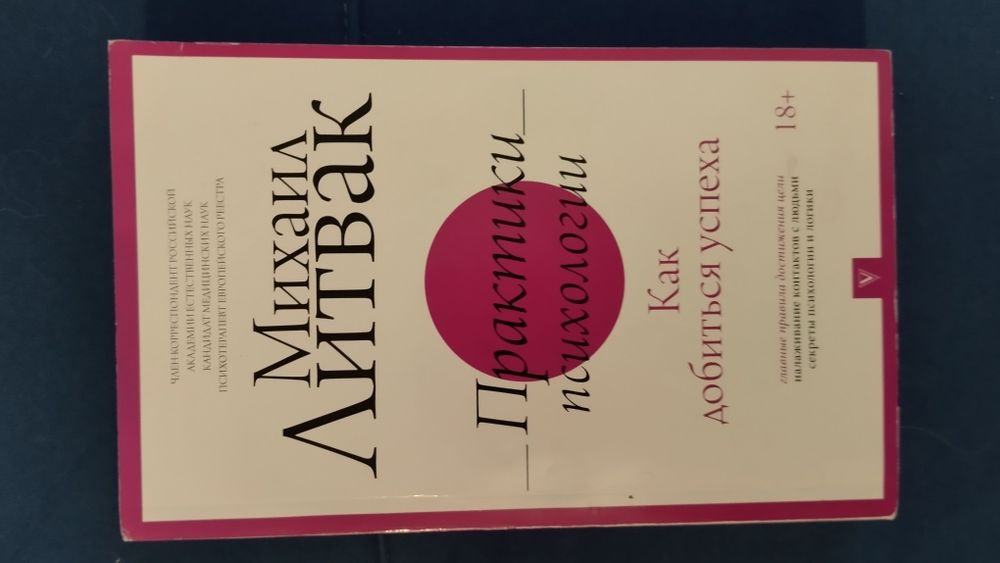 ЧЛЕН-КОРРЕСПОНДЕНТ РОССИЙСКОЙ
АКАДЕМИИ ЕСТЕСТВЕННЫХ НАУК
КАНДИДАТ МЕДИЦИНСКИХ НАУК
ПСИХОТЕРАПЕВТ ЕВРОПЕЙСКОГО РЕЕСТРА
МИХАИЛ
ЛИТВАК
Практики
психологии
Как
добиться успеха
главные правила достижения цели
налаживание контактов с людьми
секреты психологии и логики
18+
V